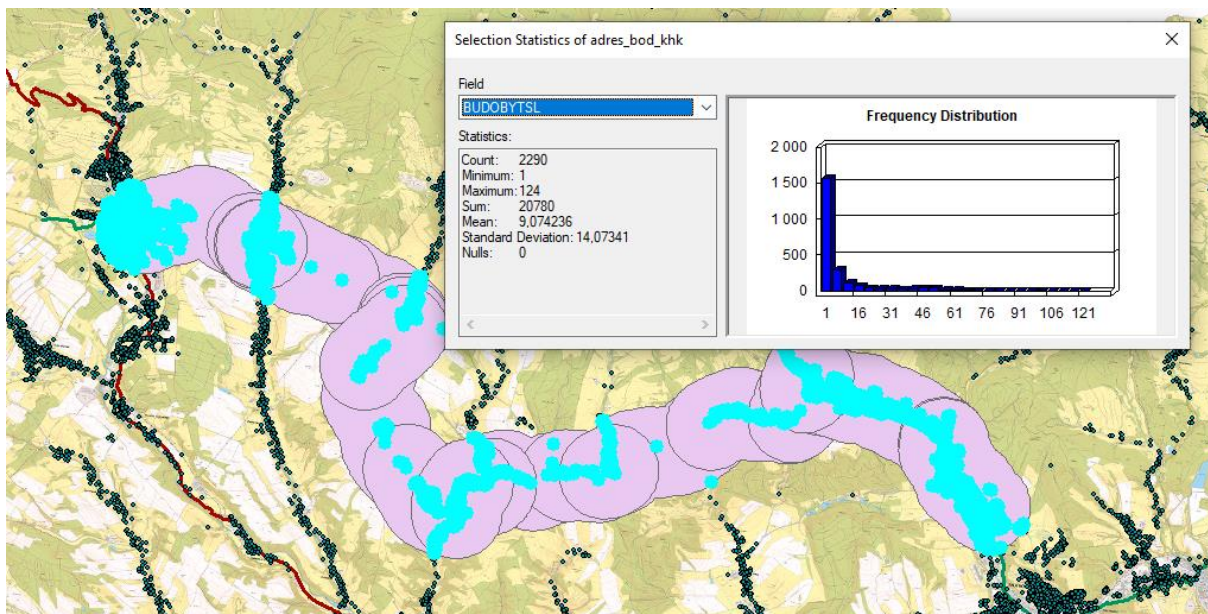 Selection Statistics of adres_bod_khk
Field
BUDOBYTSL
Statistics:
Count: 2290
Minimum: 1
Maximum: 124
Sum: 20780
Mean: 9,074236
Standard Deviation: 14,07341
Nulls: 0
Frequency Distribution
2 000
1 500
1 000
500
0
1 16 31 46 61 76 91 106 121